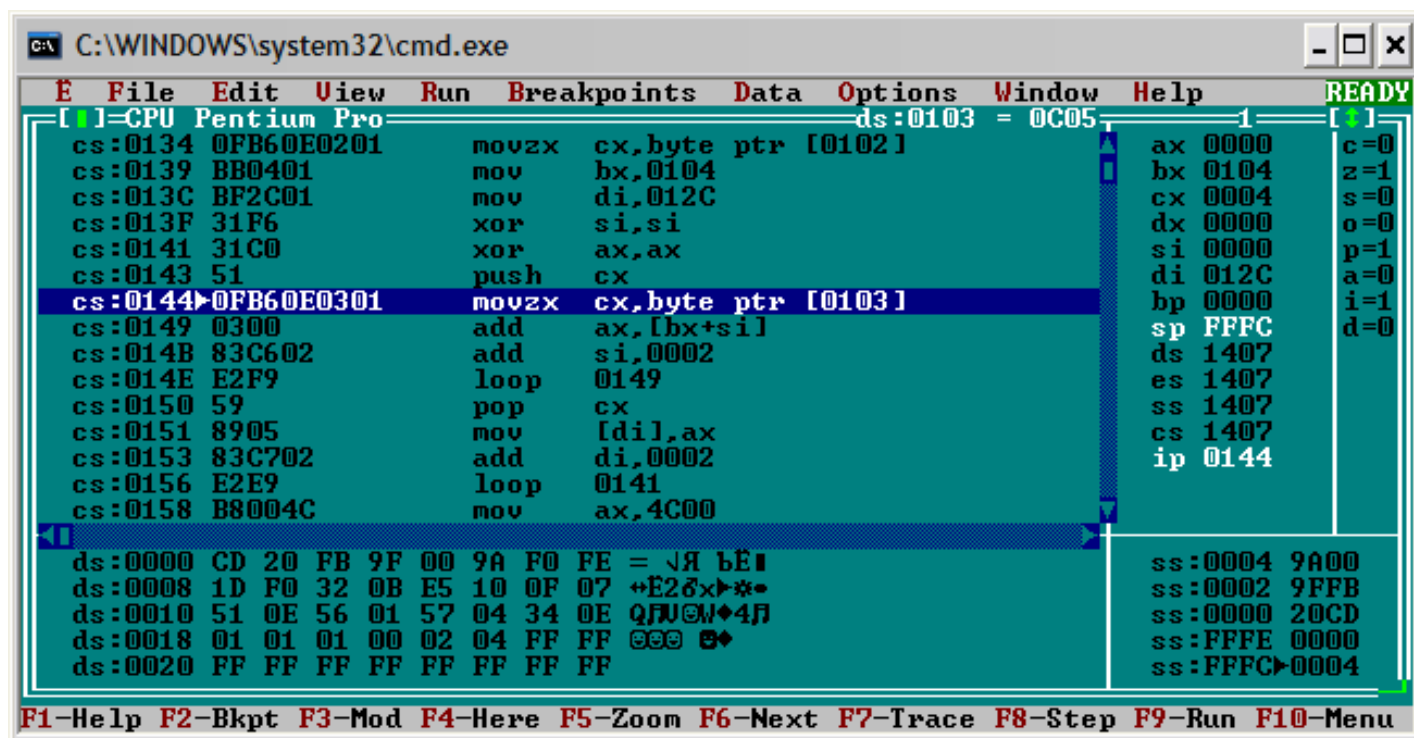 C:\WINDOWS\system32\cmd.exe
Ë File Edit View Run Breakpoints Data Options Window Help READY
[ ]=CPU Pentium Pro ds:0103 = 0C05 1 [↕]
cs:0134 0FB60E0201 movzx cx,byte ptr [0102] ax 0000 c=0
cs:0139 BB0401 mov bx,0104 bx 0104 z=1
cs:013C BF2C01 mov di,012C cx 0004 s=0
cs:013F 31F6 xor si,si dx 0000 o=0
cs:0141 31C0 xor ax,ax si 0000 p=1
cs:0143 51 push cx di 012C a=0
cs:0144►0FB60E0301 movzx cx,byte ptr [0103] bp 0000 i=1
cs:0149 0300 add ax,[bx+si] sp FFFC d=0
cs:014B 83C602 add si,0002 ds 1407
cs:014E E2F9 loop 0149 es 1407
cs:0150 59 pop cx ss 1407
cs:0151 8905 mov [di],ax cs 1407
cs:0153 83C702 add di,0002 ip 0144
cs:0156 E2E9 loop 0141
cs:0158 B8004C mov ax,4C00
ds:0000 CD 20 FB 9F 00 9A F0 FE = √Я ЪЁ■ ss:0004 9A00
ds:0008 1D F0 32 0B E5 10 0F 07 ↔Ё2♂х►☼• ss:0002 9FFB
ds:0010 51 0E 56 01 57 04 34 0E Q♫V☺W♦4♫ ss:0000 20CD
ds:0018 01 01 01 00 02 04 FF FF ☺☺☺ ☻♦ ss:FFFE 0000
ds:0020 FF FF FF FF FF FF FF FF ss:FFFC►0004
F1-Help F2-Bkpt F3-Mod F4-Here F5-Zoom F6-Next F7-Trace F8-Step F9-Run F10-Menu